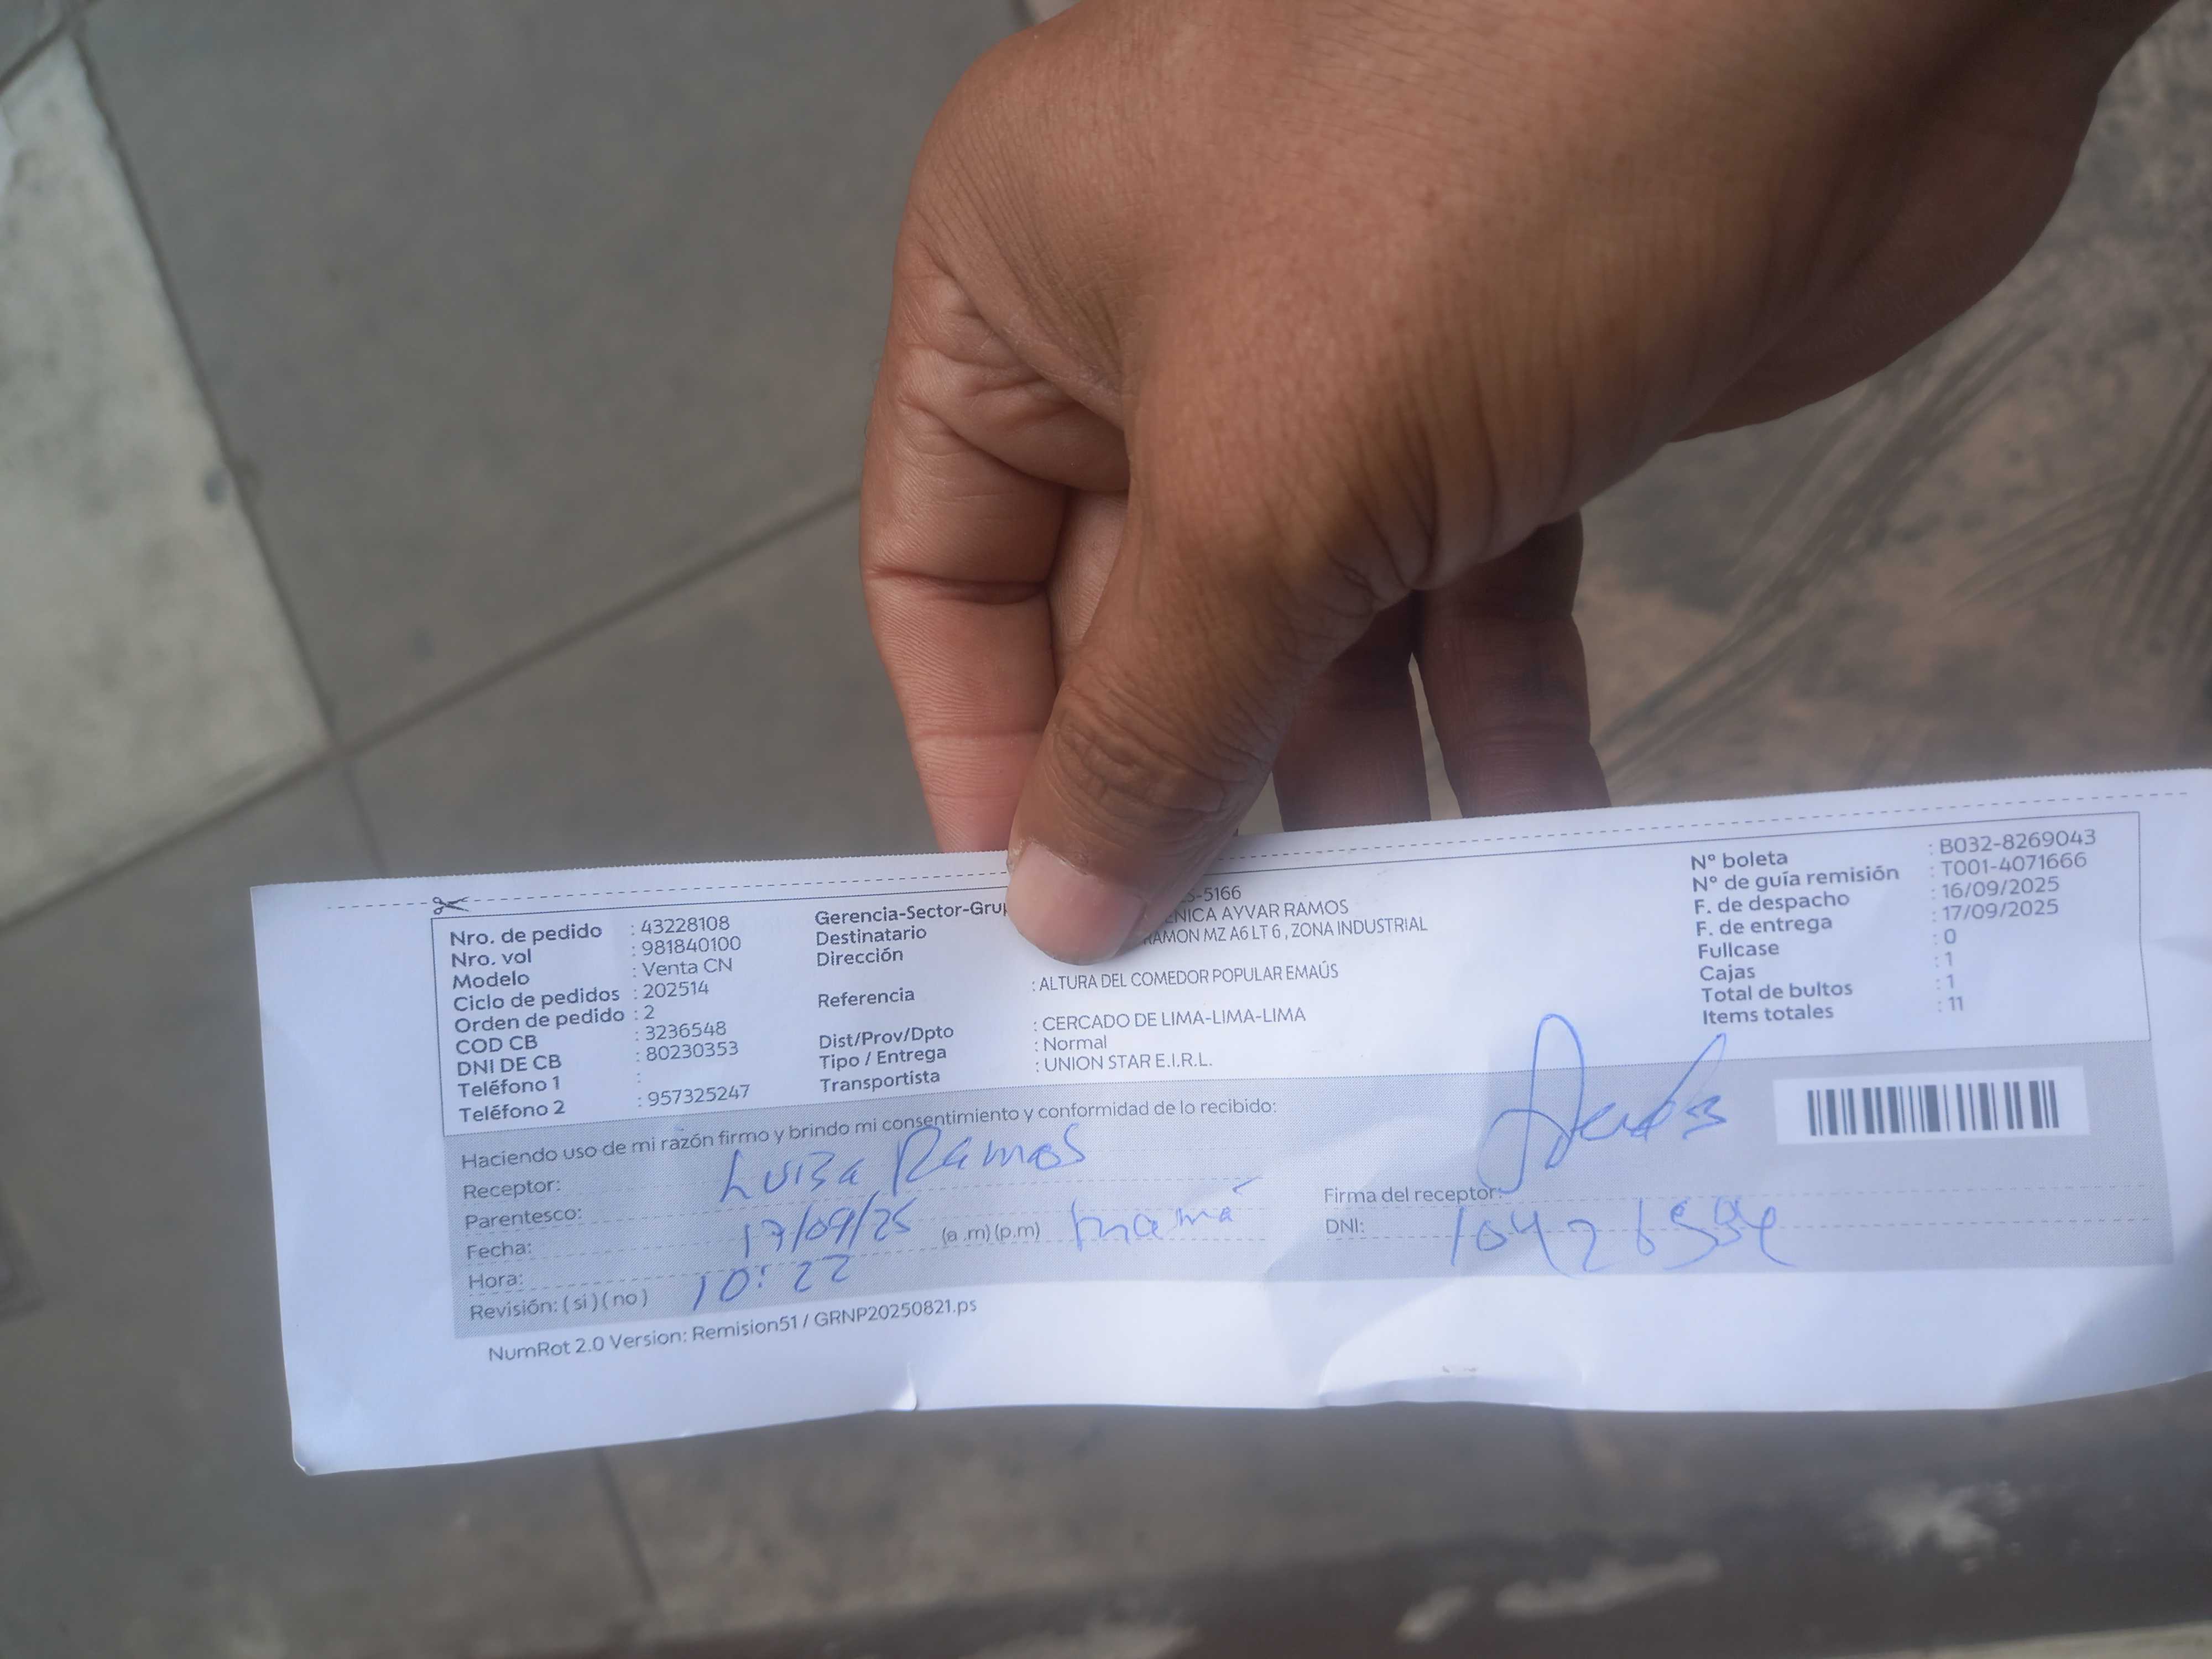 Nro. de pedido : 43228108
Nro. vol : 981840100
Modelo : Venta CN
Ciclo de pedidos : 202514
Orden de pedido : 2
COD CB : 3236548
DNI DE CB : 80230353
Teléfono 1 :
Teléfono 2 : 957325247
Gerencia-Sector-Gru -5166
Destinatario AYVAR RAMOS
Dirección RAMON MZ A6 LT 6 , ZONA INDUSTRIAL
Referencia : ALTURA DEL COMEDOR POPULAR EMAÚS
Dist/Prov/Dpto : CERCADO DE LIMA-LIMA-LIMA
Tipo / Entrega : Normal
Transportista : UNION STAR E.I.R.L.
N° boleta : B032-8269043
N° de guía remisión : T001-4071666
F. de despacho : 16/09/2025
F. de entrega : 17/09/2025
Fullcase : 0
Cajas : 1
Total de bultos : 1
Items totales : 11
Haciendo uso de mi razón firmo y brindo mi consentimiento y conformidad de lo recibido:
Receptor: Luiza Ramos
Parentesco:
Fecha: 17/09/25 (a .m) (p.m) mamá
Hora: 10:22
Revisión: ( si ) ( no )
Firma del receptor:
DNI:
NumRot 2.0 Version: Remision51 / GRNP20250821.ps